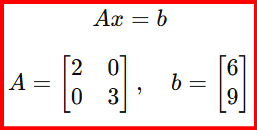 Ax = b
A = [2 0; 0 3], b = [6; 9]